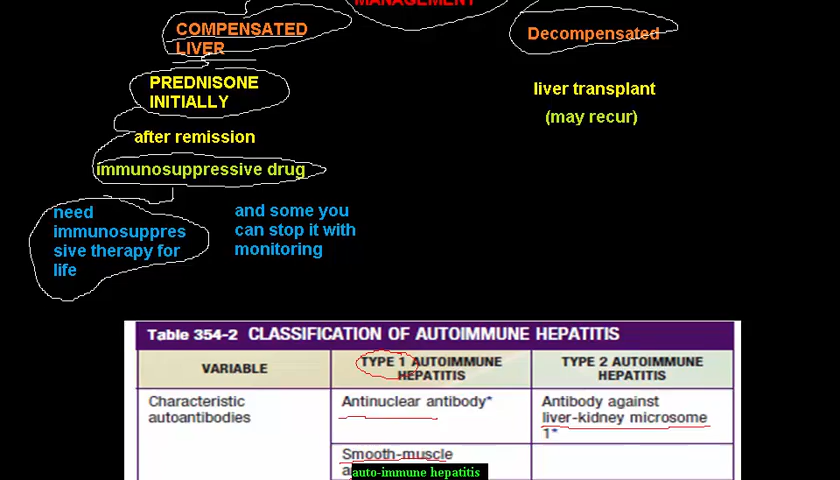 MANAGEMENT
COMPENSATED
LIVER
Decompensated
PREDNISONE
INITIALLY
liver transplant
(may recur)
after remission
immunosuppressive drug
need
immunosuppres
sive therapy for
life
and some you
can stop it with
monitoring
Table 354-2 CLASSIFICATION OF AUTOIMMUNE HEPATITIS
VARIABLE
TYPE 1 AUTOIMMUNE
HEPATITIS
TYPE 2 AUTOIMMUNE
HEPATITIS
Characteristic
autoantibodies
Antinuclear antibody*
Antibody against
liver-kidney microsome
1*
Smooth-muscle
auto-immune hepatitis